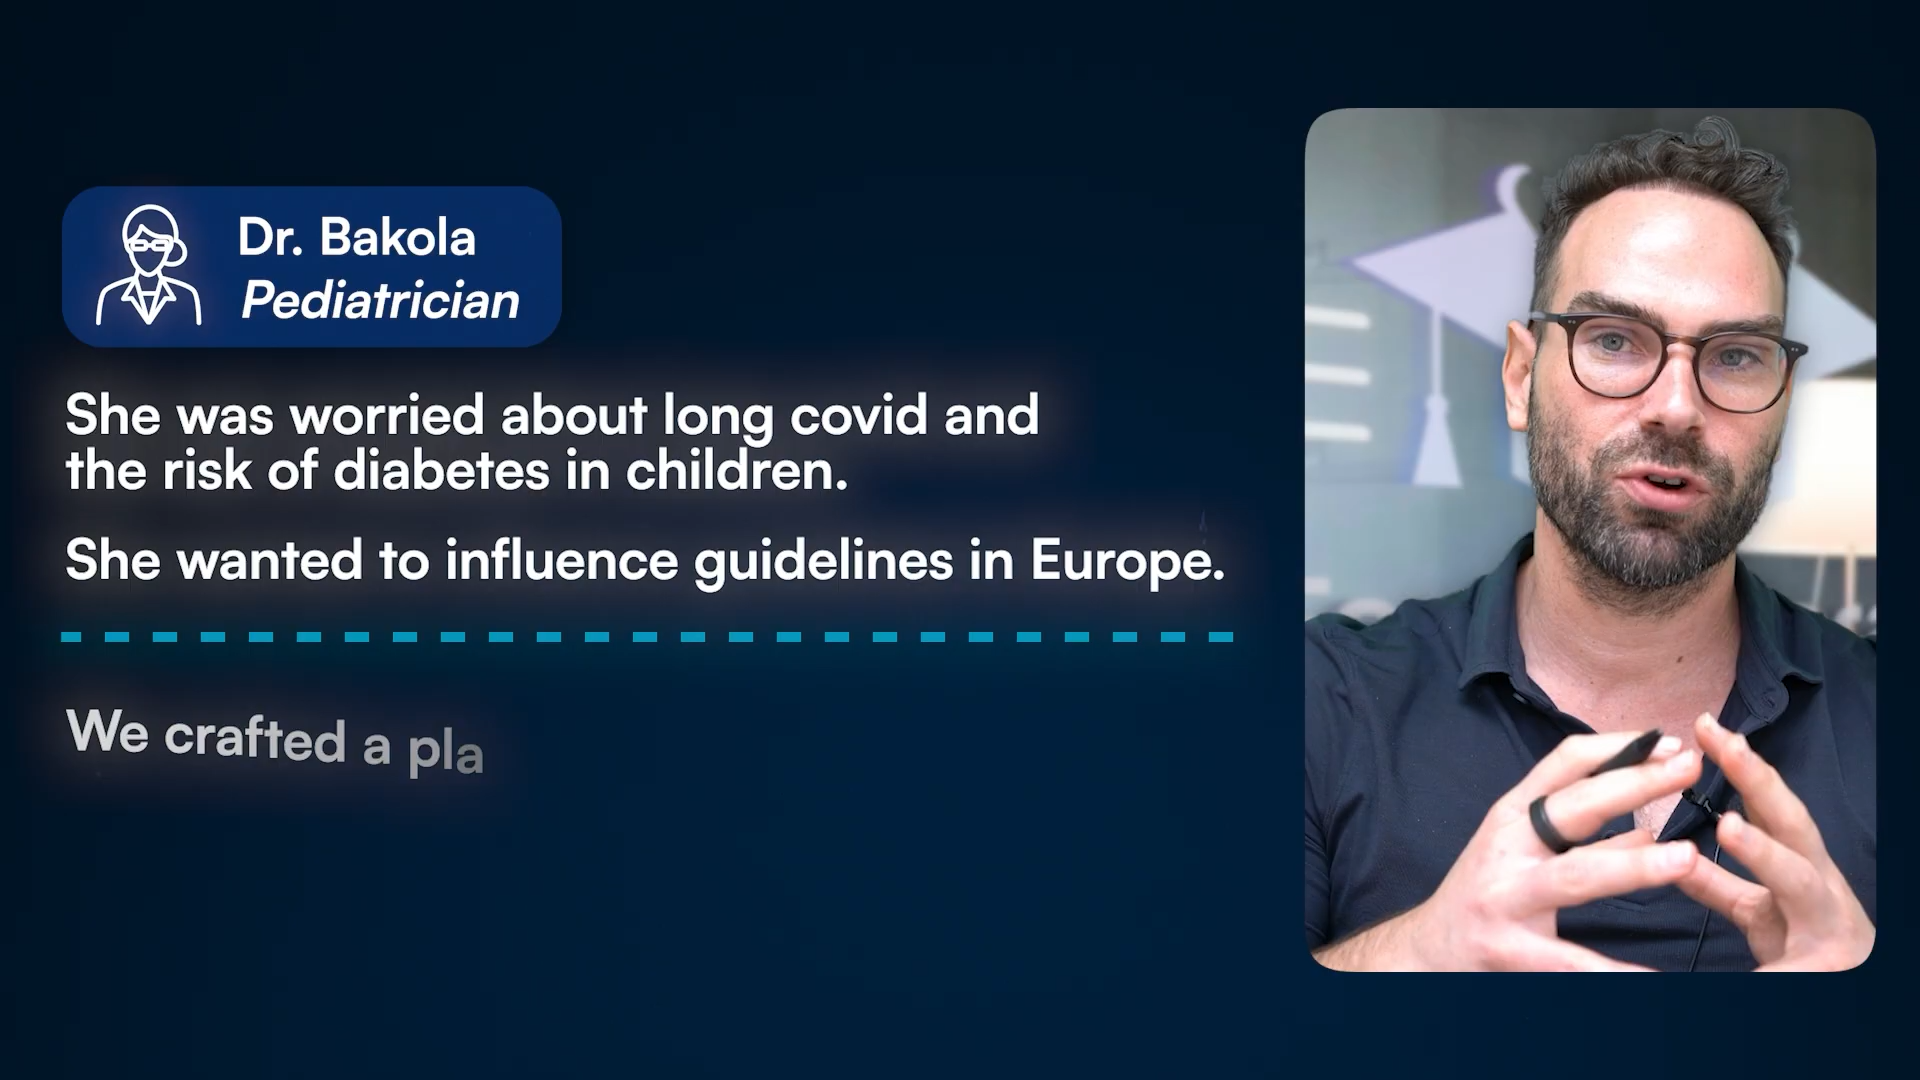 Dr. Bakola
Pediatrician
She was worried about long covid and
the risk of diabetes in children.
She wanted to influence guidelines in Europe.
We crafted a pla